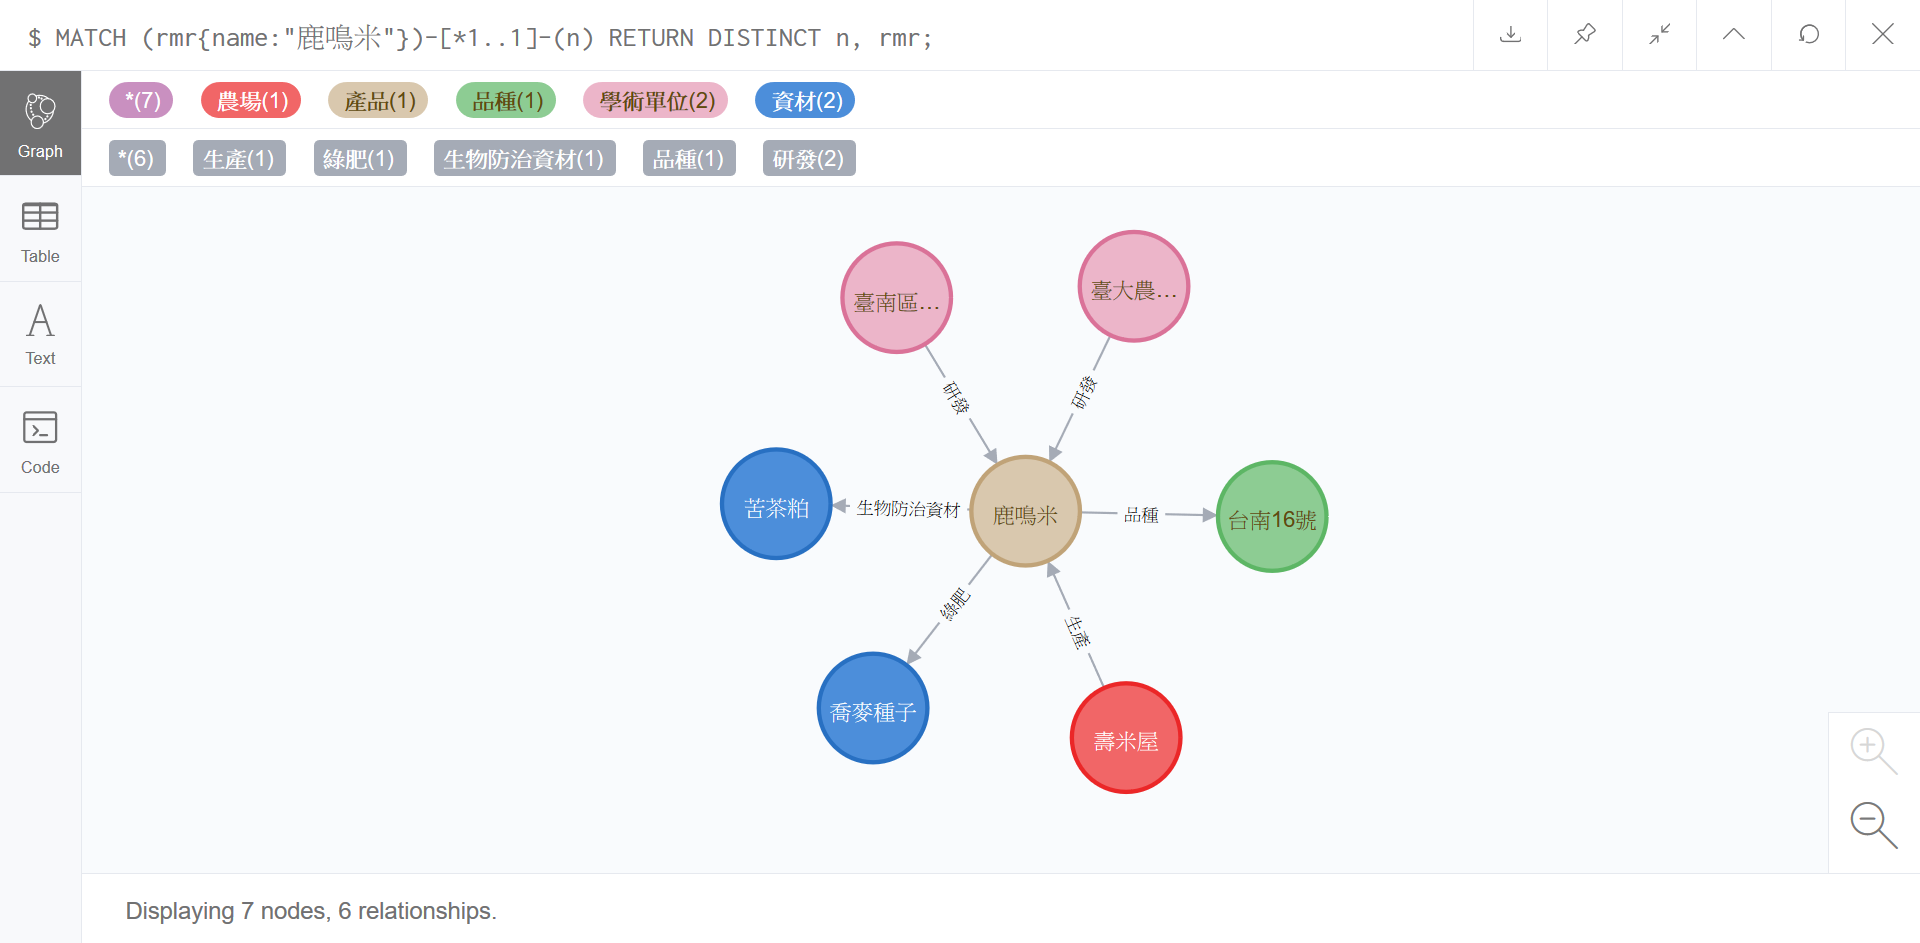 $ MATCH (rmr{name:"鹿鳴米"})-[*1..1]-(n) RETURN DISTINCT n, rmr;
Graph
*(7) 農場(1) 產品(1) 品種(1) 學術單位(2) 資材(2)
*(6) 生產(1) 綠肥(1) 生物防治資材(1) 品種(1) 研發(2)
Table
Text
Code
臺南區... 臺大農...
研發 研發
苦茶粕 生物防治資材 鹿鳴米 品種 台南16號
綠肥 生產
喬麥種子 壽米屋
Displaying 7 nodes, 6 relationships.